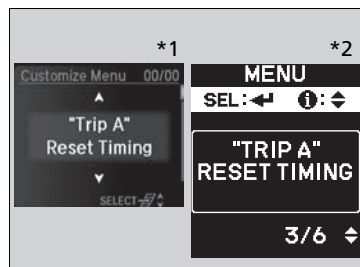 *1
Customize Menu 00/00
"Trip A"
Reset Timing
SELECT
*2
MENU
SEL: i:
"TRIP A"
RESET TIMING
3/6